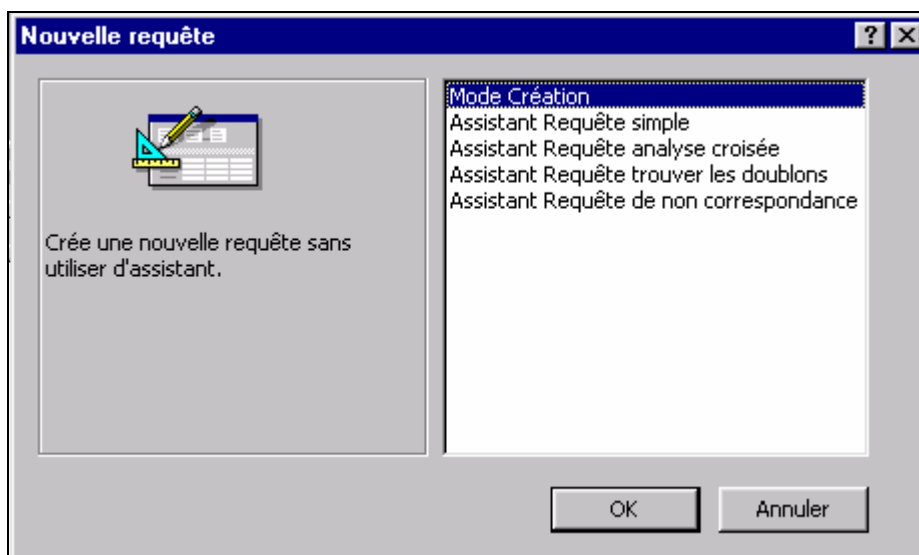 Nouvelle requête
Mode Création
Assistant Requête simple
Assistant Requête analyse croisée
Assistant Requête trouver les doublons
Assistant Requête de non correspondance
Crée une nouvelle requête sans
utiliser d'assistant.
OK
Annuler